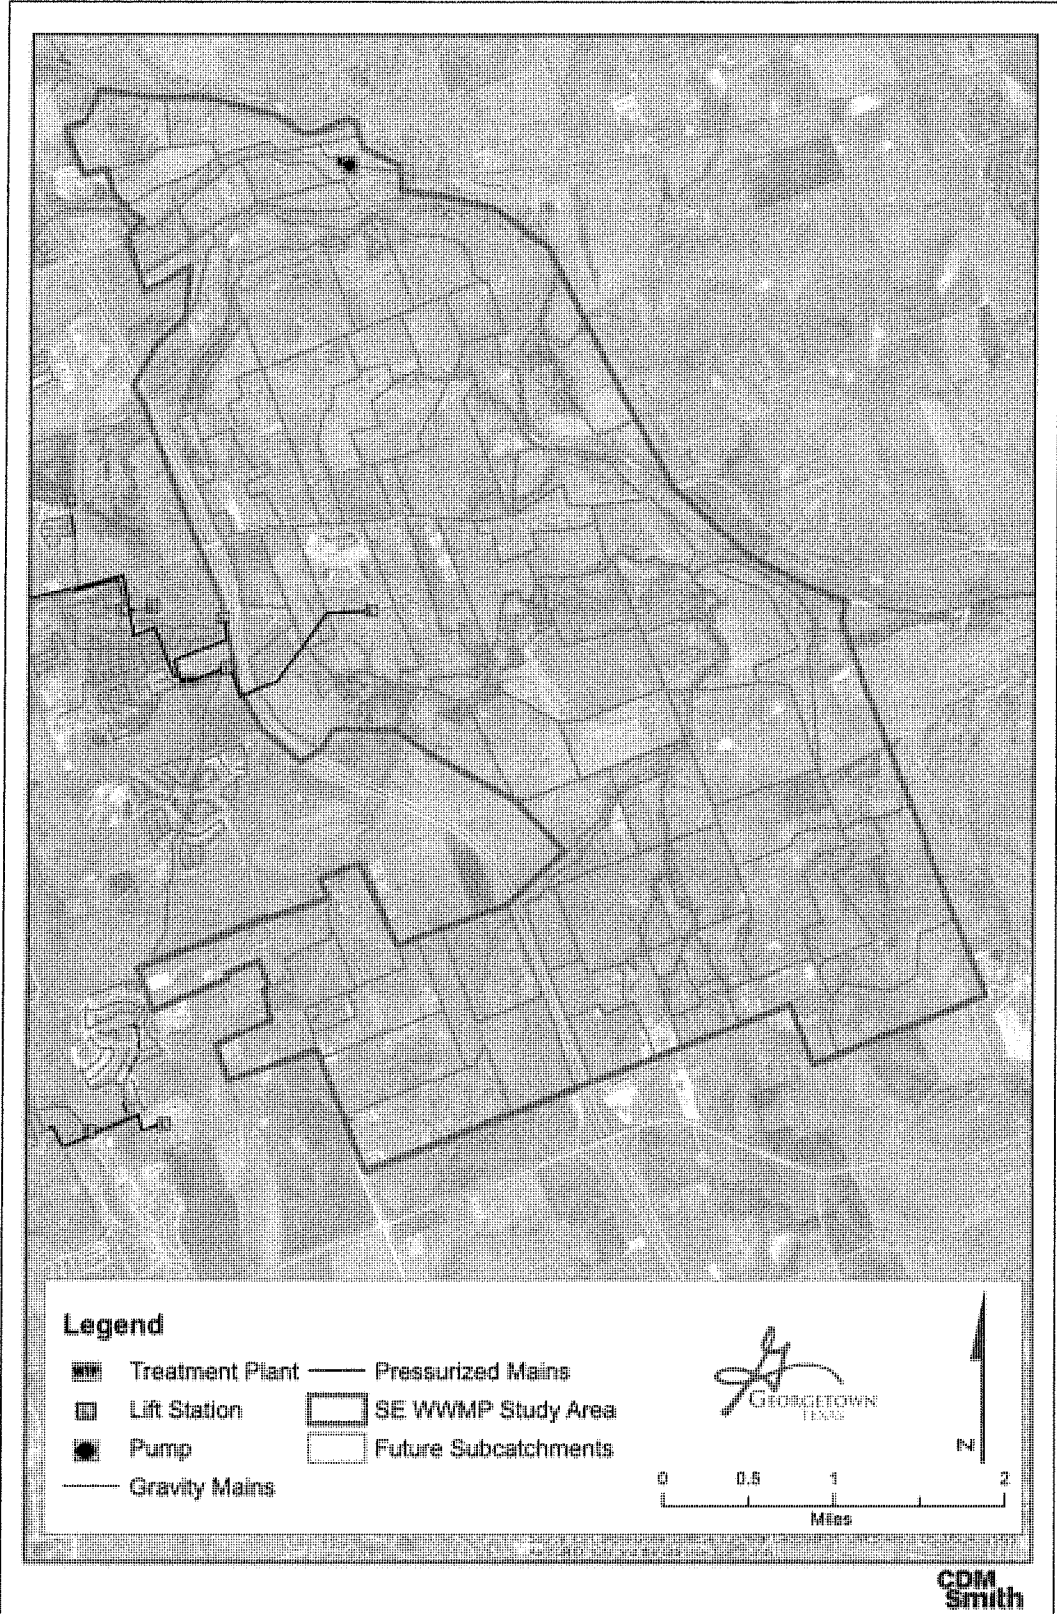 Legend
Treatment Plant
Pressurized Mains
Lift Station
SE WWMP Study Area
Pump
Future Subcatchments
Gravity Mains
GEORGETOWN
TEXAS
N
0 0.5 1 2
Miles
CDM
Smith